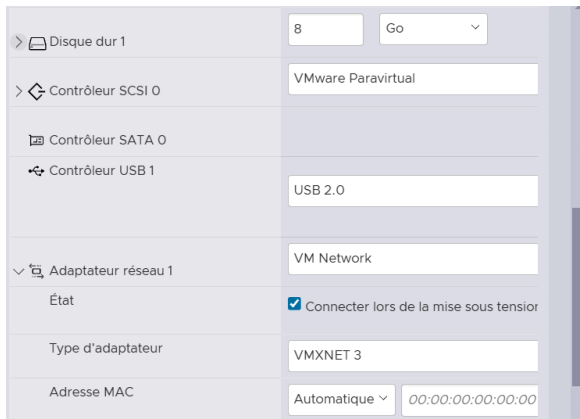 Disque dur 1
8 Go
Contrôleur SCSI 0
VMware Paravirtual
Contrôleur SATA 0
Contrôleur USB 1
USB 2.0
Adaptateur réseau 1
VM Network
État
Connecter lors de la mise sous tension
Type d'adaptateur
VMXNET 3
Adresse MAC
Automatique 00:00:00:00:00:00